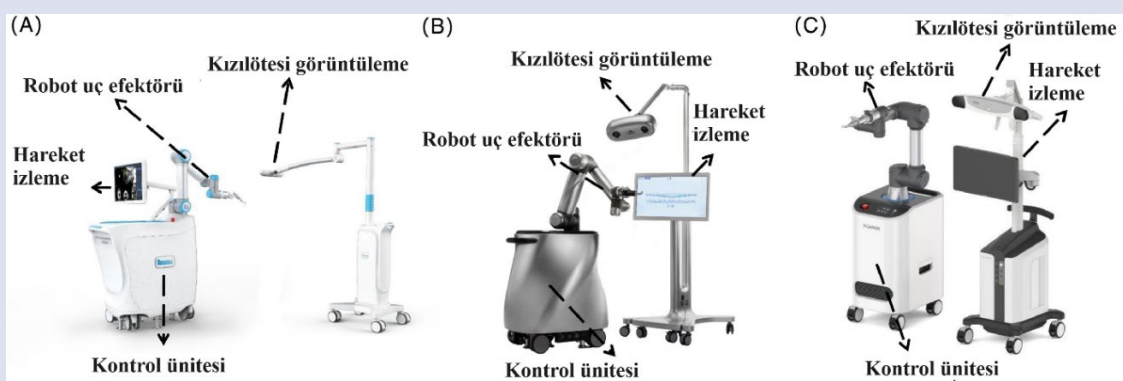 (A)
Kızılötesi görüntüleme
Robot uç efektörü
Hareket
izleme
Kontrol ünitesi
(B)
Kızılötesi görüntüleme
Hareket
izleme
Robot uç efektörü
Kontrol ünitesi
(C)
Kızılötesi görüntüleme
Robot uç efektörü
Hareket
izleme
Kontrol ünitesi